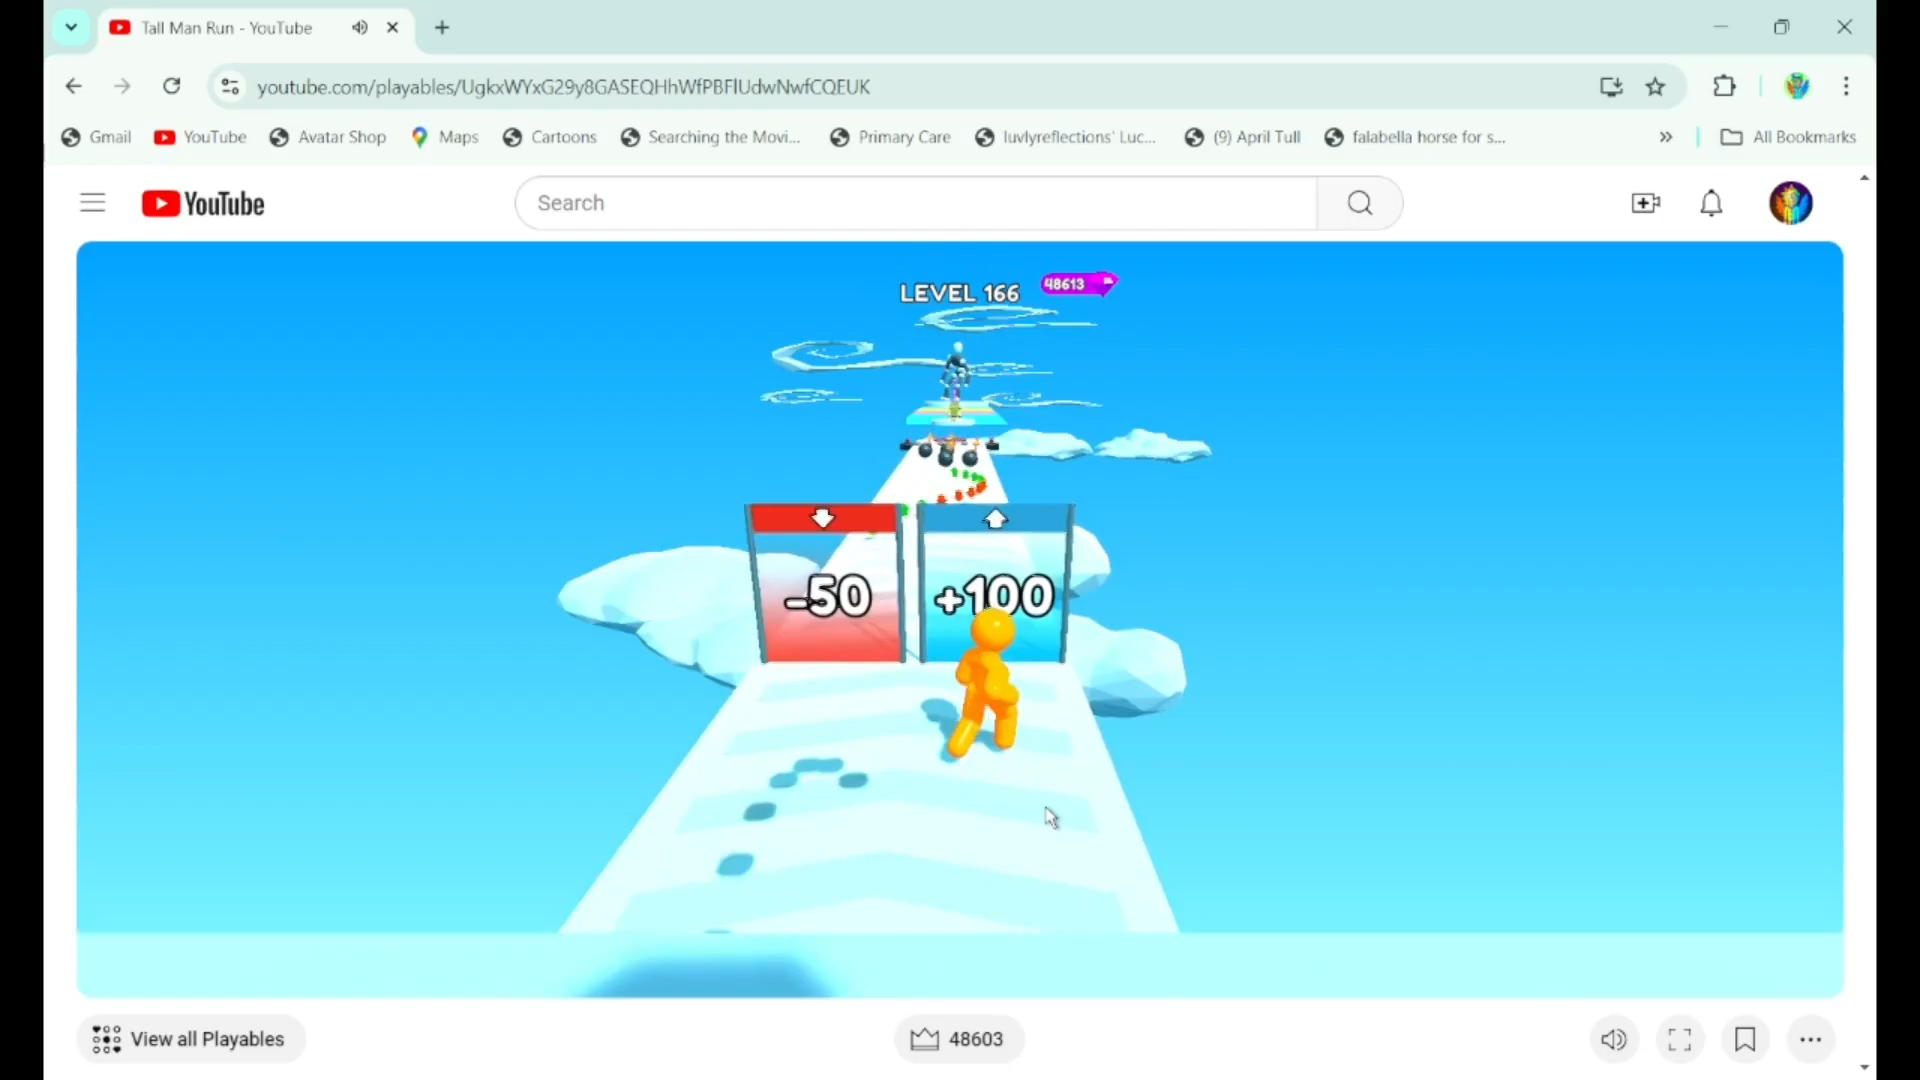 Tall Man Run - YouTube
youtube.com/playables/UgkxWYxG29y8GASEQHhWfPBFlUdwNwfCQEUK
Gmail YouTube Avatar Shop Maps Cartoons Searching the Movi... Primary Care luvlyreflections' Luc... (9) April Tull falabella horse for s... » All Bookmarks
YouTube
Search
LEVEL 166 48613
-50 +100
View all Playables
48603